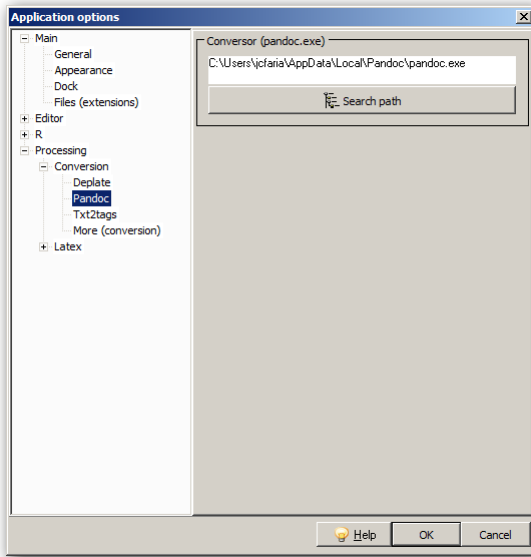 Application options
Main
General
Appearance
Dock
Files (extensions)
Editor
R
Processing
Conversion
Deplate
Pandoc
Txt2tags
More (conversion)
Latex
Conversor (pandoc.exe)
C:\Users\jcfaria\AppData\Local\Pandoc\pandoc.exe
Search path
Help
OK
Cancel